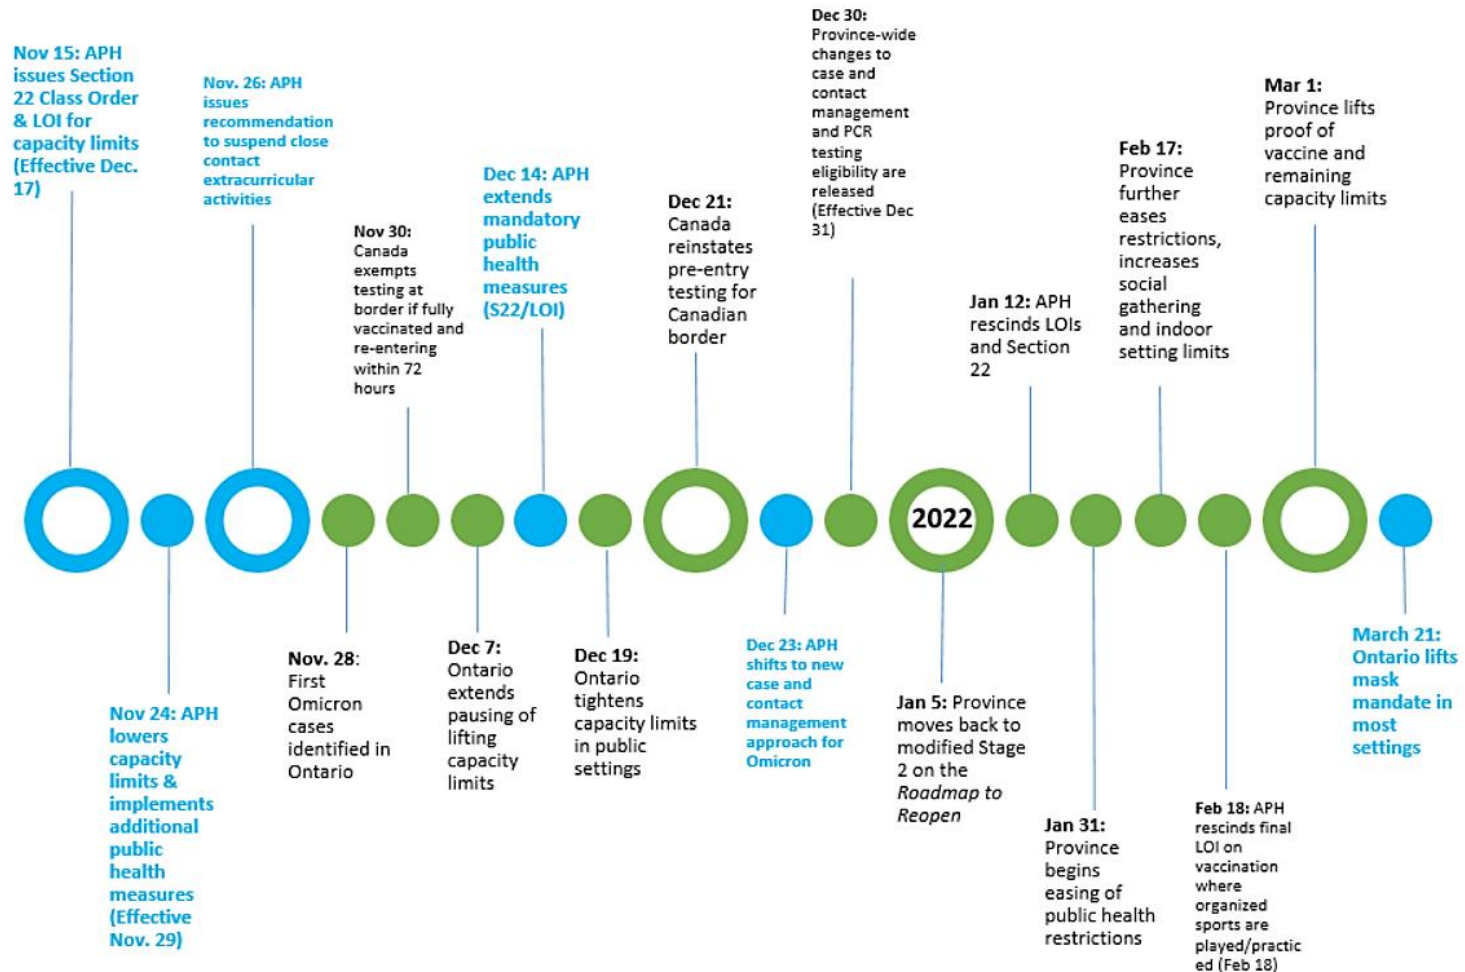 Nov 15: APH
issues Section
22 Class Order
& LOI for
capacity limits
(Effective Dec.
17)
Nov 24: APH
lowers
capacity
limits &
implements
additional
public
health
measures
(Effective
Nov. 29)
Nov. 26: APH
issues
recommendation
to suspend close
contact
extracurricular
activities
Nov. 28:
First
Omicron
cases
identified in
Ontario
Nov 30:
Canada
exempts
testing at
border if fully
vaccinated and
re-entering
within 72
hours
Dec 7:
Ontario
extends
pausing of
lifting
capacity
limits
Dec 14: APH
extends
mandatory
public
health
measures
(S22/LOI)
Dec 19:
Ontario
tightens
capacity limits
in public
settings
Dec 21:
Canada
reinstates
pre-entry
testing for
Canadian
border
Dec 23: APH
shifts to new
case and
contact
management
approach for
Omicron
Dec 30:
Province-wide
changes to
case and
contact
management
and PCR
testing
eligibility are
released
(Effective Dec
31)
2022
Jan 5: Province
moves back to
modified Stage
2 on the
Roadmap to
Reopen
Jan 12: APH
rescinds LOIs
and Section
22
Jan 31:
Province
begins
easing of
public health
restrictions
Feb 17:
Province
further
eases
restrictions,
increases
social
gathering
and indoor
setting limits
Feb 18: APH
rescinds final
LOI on
vaccination
where
organized
sports are
played/practic
ed (Feb 18)
Mar 1:
Province lifts
proof of
vaccine and
remaining
capacity limits
March 21:
Ontario lifts
mask
mandate in
most
settings